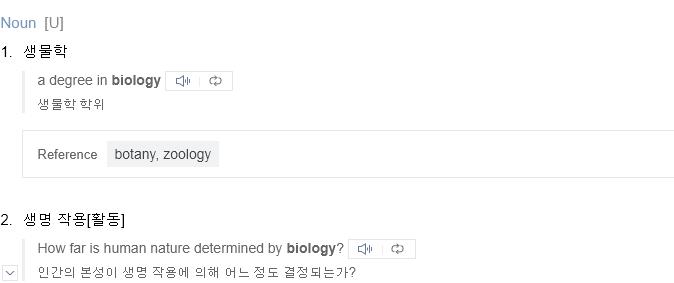 Noun [U]
1. 생물학
a degree in biology
생물학 학위
Reference botany, zoology
2. 생명 작용[활동]
How far is human nature determined by biology?
인간의 본성이 생명 작용에 의해 어느 정도 결정되는가?